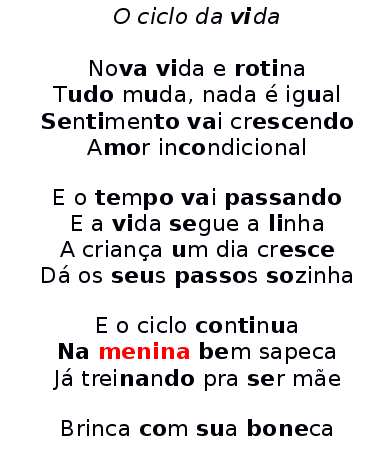 O ciclo da vida
Nova vida e rotina
Tudo muda, nada é igual
Sentimento vai crescendo
Amor incondicional
E o tempo vai passando
E a vida segue a linha
A criança um dia cresce
Dá os seus passos sozinha
E o ciclo continua
Na menina bem sapeca
Já treinando pra ser mãe
Brinca com sua boneca